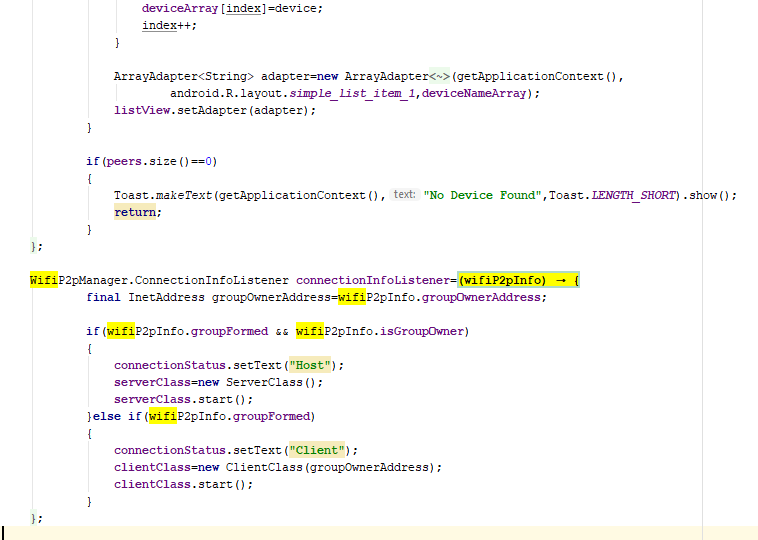 deviceArray[index]=device;
index++;
}
ArrayAdapter<String> adapter=new ArrayAdapter<~>(getApplicationContext(),
android.R.layout.simple_list_item_1,deviceNameArray);
listView.setAdapter(adapter);
}
if(peers.size()==0)
{
Toast.makeText(getApplicationContext(), text: "No Device Found",Toast.LENGTH_SHORT).show();
return;
}
};
WifiP2pManager.ConnectionInfoListener connectionInfoListener=(wifiP2pInfo) → {
final InetAddress groupOwnerAddress=wifiP2pInfo.groupOwnerAddress;
if(wifiP2pInfo.groupFormed && wifiP2pInfo.isGroupOwner)
{
connectionStatus.setText("Host");
serverClass=new ServerClass();
serverClass.start();
}else if(wifiP2pInfo.groupFormed)
{
connectionStatus.setText("Client");
clientClass=new ClientClass(groupOwnerAddress);
clientClass.start();
}
};